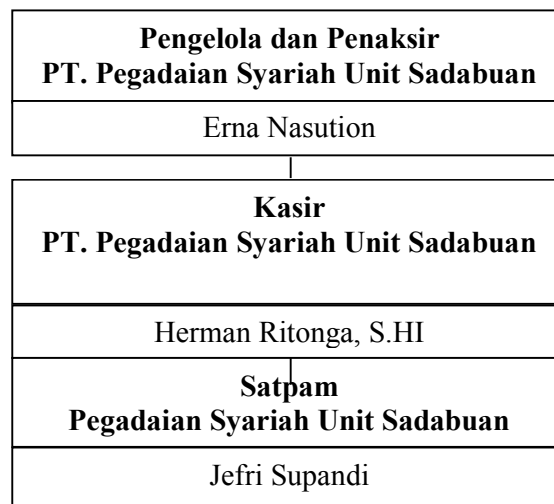 Pengelola dan Penaksir
PT. Pegadaian Syariah Unit Sadabuan
Erna Nasution
Kasir
PT. Pegadaian Syariah Unit Sadabuan
Herman Ritonga, S.HI
Satpam
Pegadaian Syariah Unit Sadabuan
Jefri Supandi